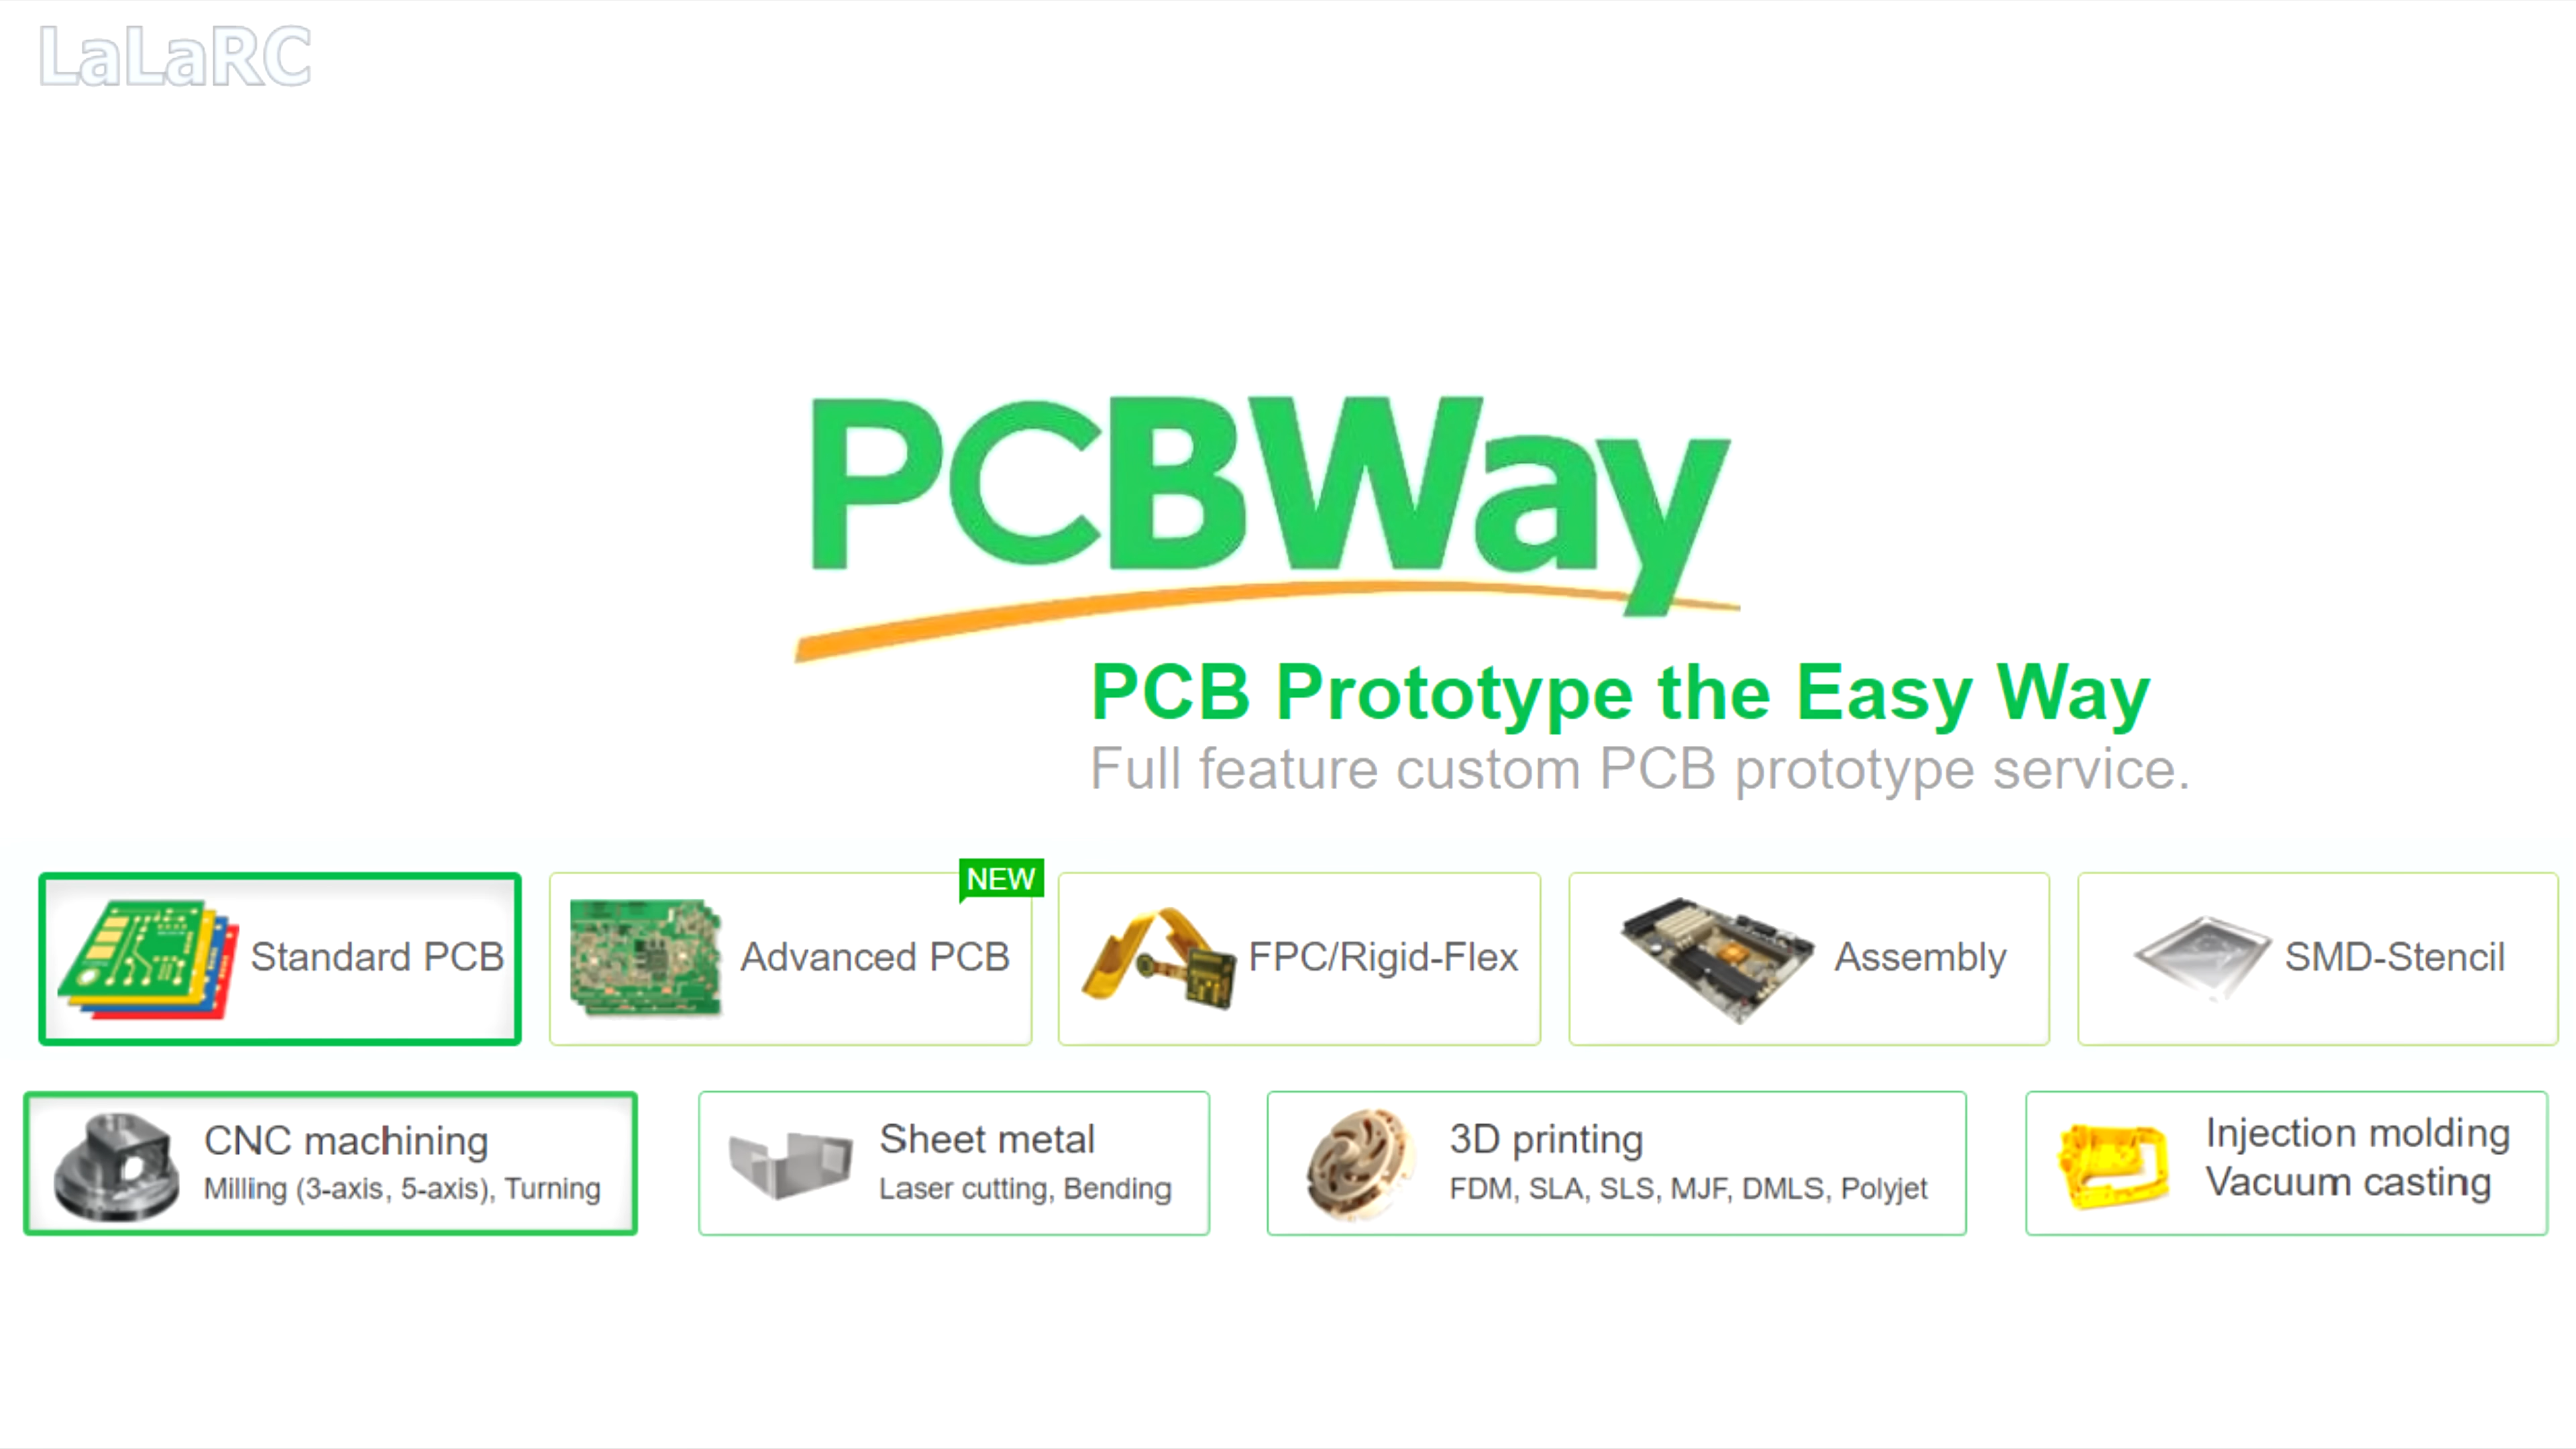 LaLaRC
PCBWay
PCB Prototype the Easy Way
Full feature custom PCB prototype service.
NEW
Standard PCB
Advanced PCB
FPC/Rigid-Flex
Assembly
SMD-Stencil
CNC machining
Milling (3-axis, 5-axis), Turning
Sheet metal
Laser cutting, Bending
3D printing
FDM, SLA, SLS, MJF, DMLS, Polyjet
Injection molding
Vacuum casting